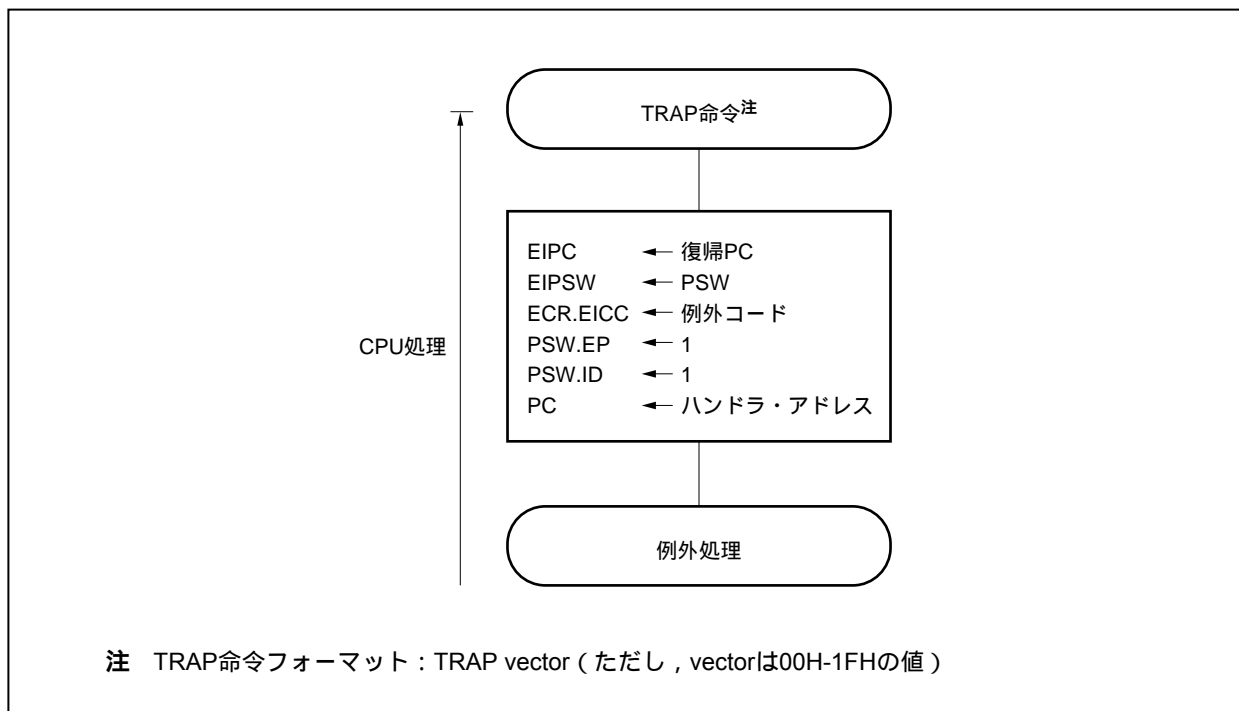 TRAP命令注
CPU処理
EIPC ← 復帰PC
EIPSW ← PSW
ECR.EICC ← 例外コード
PSW.EP ← 1
PSW.ID ← 1
PC ← ハンドラ・アドレス
例外処理
注 TRAP命令フォーマット：TRAP vector（ただし，vectorは00H-1FHの値）